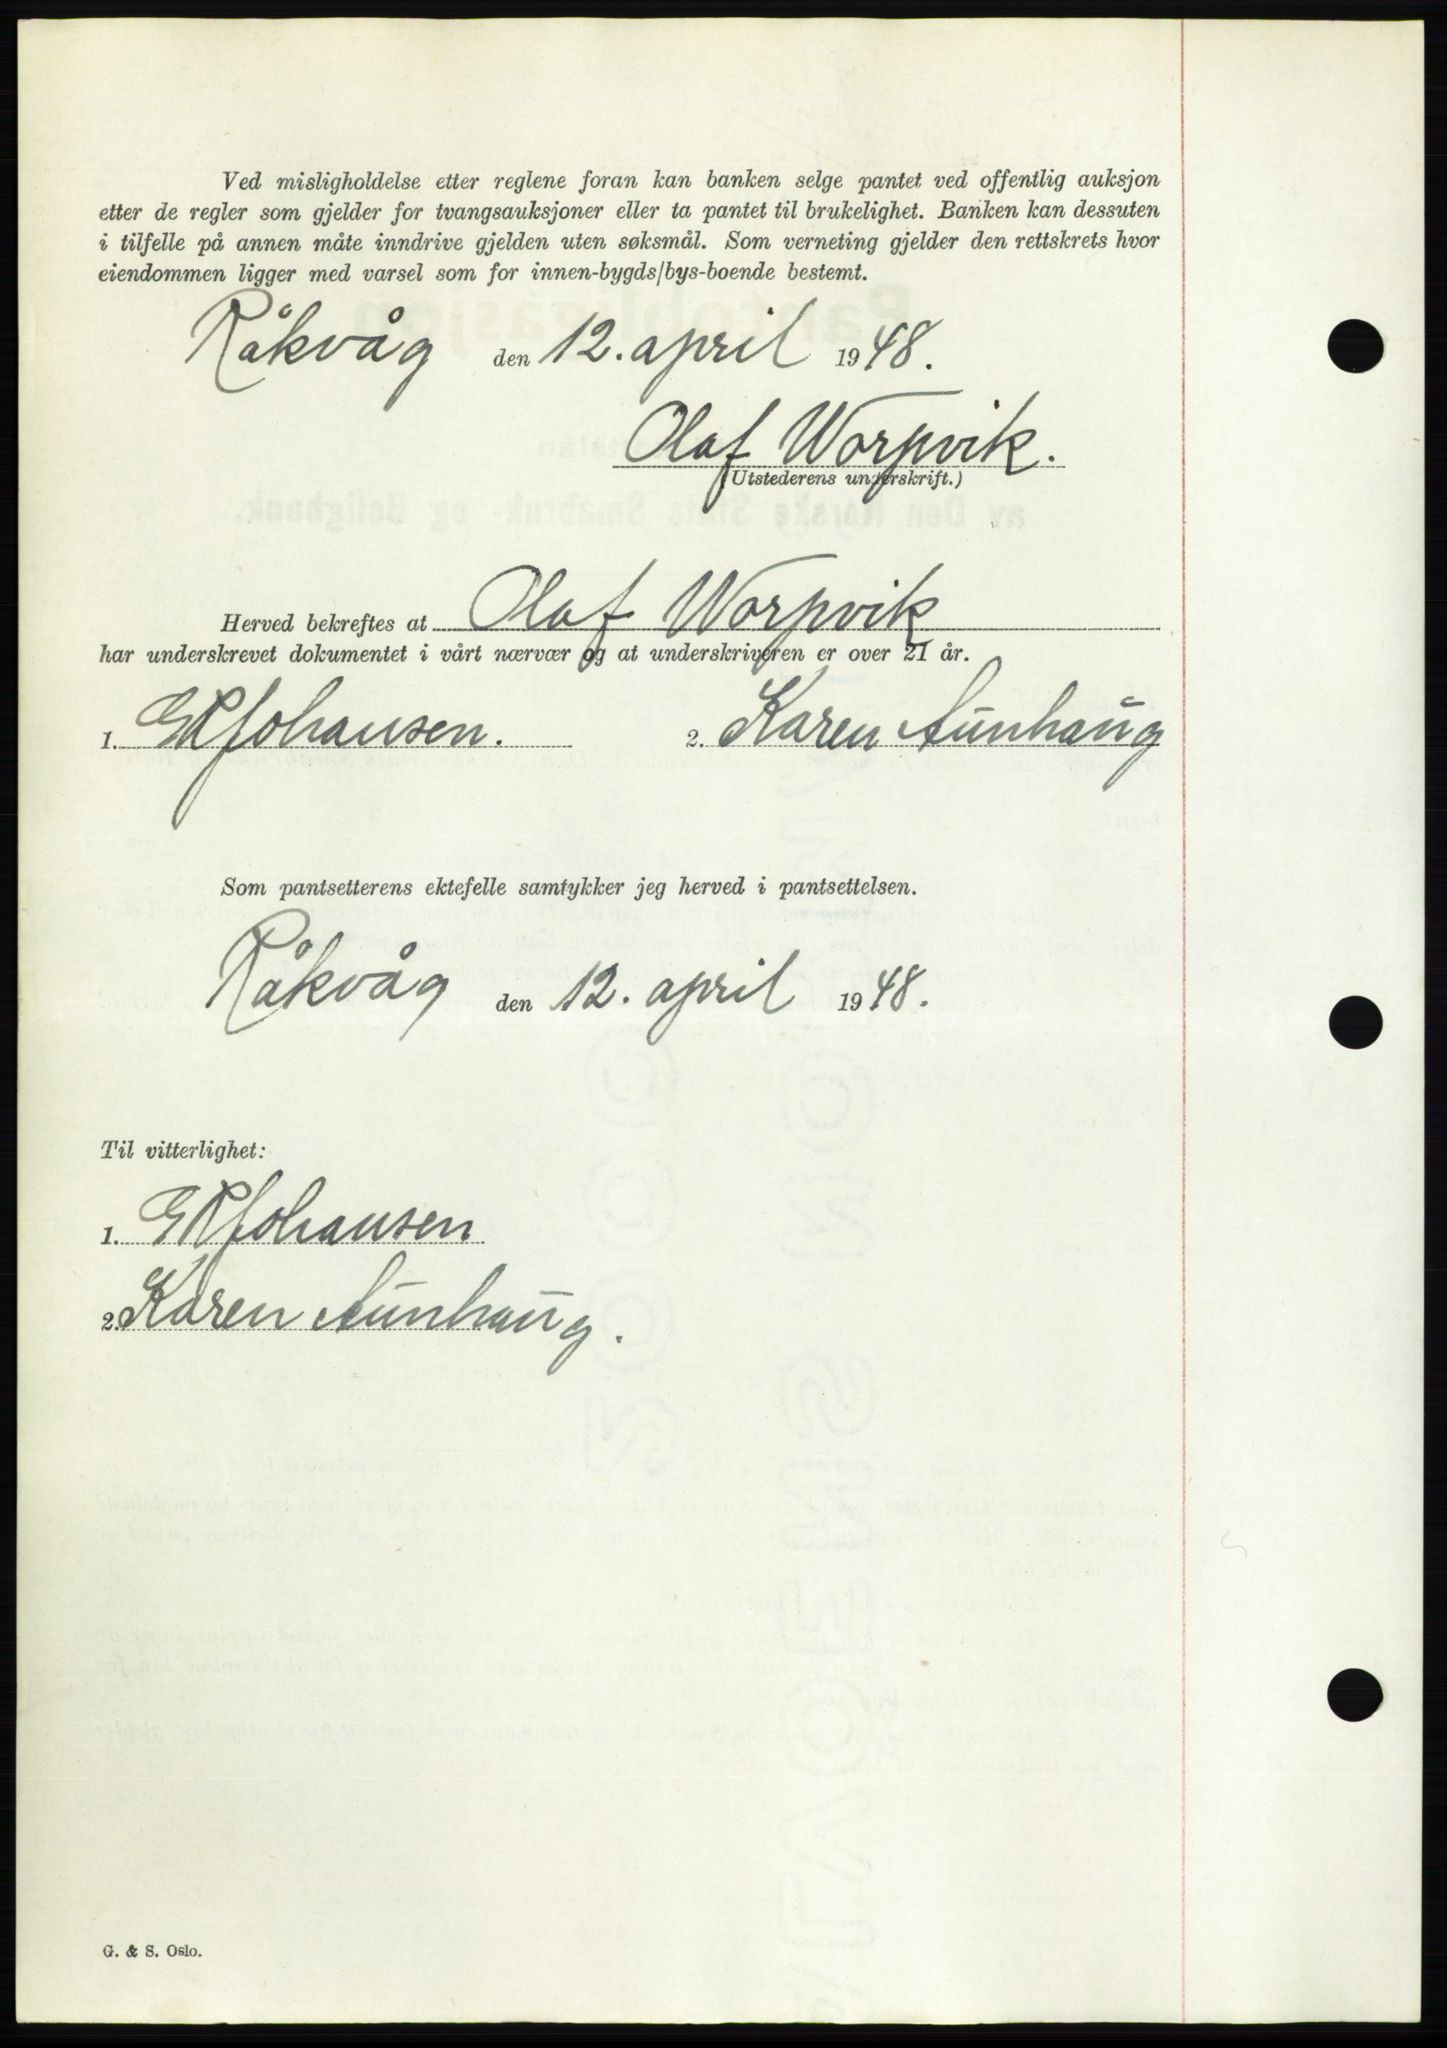 Ved misligholdelse etter reglene foran kan banken selge pantet ved offentlig auksjon
etter de regler som gjelder for tvangsauksjoner eller ta pantet til brukelighet. Banken kan dessuten
i tilfelle på annen måte inndrive gjelden uten søksmål. Som verneting gjelder den rettskrets hvor
eiendommen ligger med varsel som for innen-bygds/bys-boende bestemt.
Råkvåg den 12. april 1948.
Olaf Worpvik.
(Utstederens underskrift.)
Herved bekreftes at Olaf Worpvik
har underskrevet dokumentet i vårt nærvær og at underskriveren er over 21 år.
1. ERJohansen. 2. Karen Aunhaug
Som pantsetterens ektefelle samtykker jeg herved i pantsettelsen.
Råkvåg den 12. april 1948.
Til vitterlighet:
1. ERJohansen
2. Karen Aunhaug.
G. & S. Oslo.